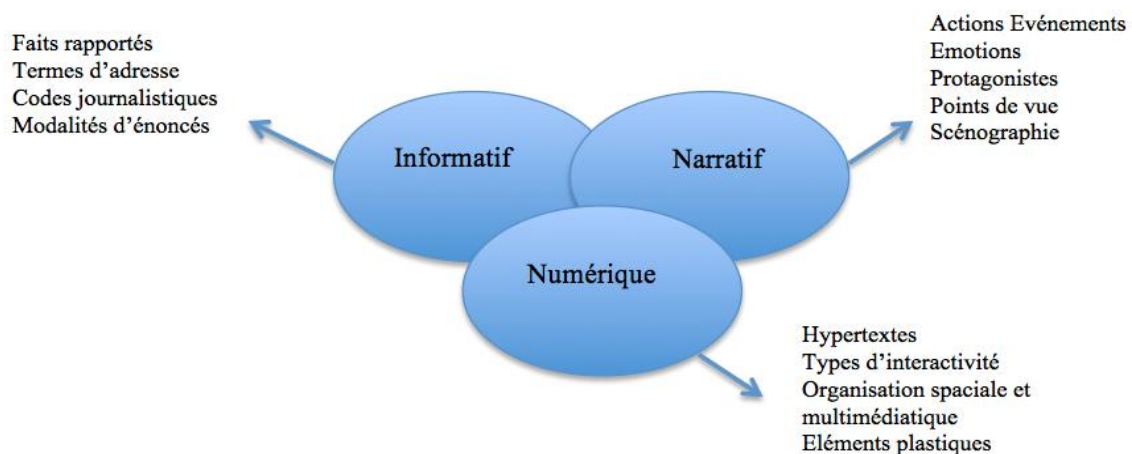 Faits rapportés
Termes d'adresse
Codes journalistiques
Modalités d'énoncés
Actions Evénements
Emotions
Protagonistes
Points de vue
Scénographie
Informatif
Narratif
Numérique
Hypertextes
Types d'interactivité
Organisation spaciale et
multimédiatique
Eléments plastiques